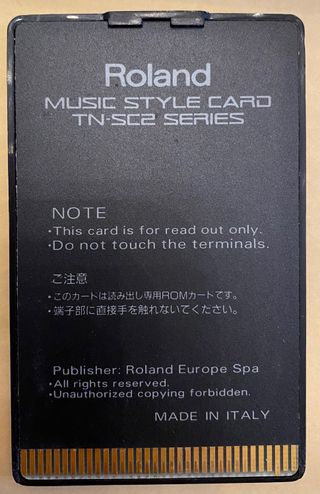 Roland
MUSIC STYLE CARD
TN-SC2 SERIES
NOTE
・This card is for read out only.
・Do not touch the terminals.
ご注意
・このカートは読み出し専用ROMカートです。
・端子部に直接手を触れないてください。
Publisher: Roland Europe Spa
・All rights reserved.
・Unauthorized copying forbidden.
MADE IN ITALY